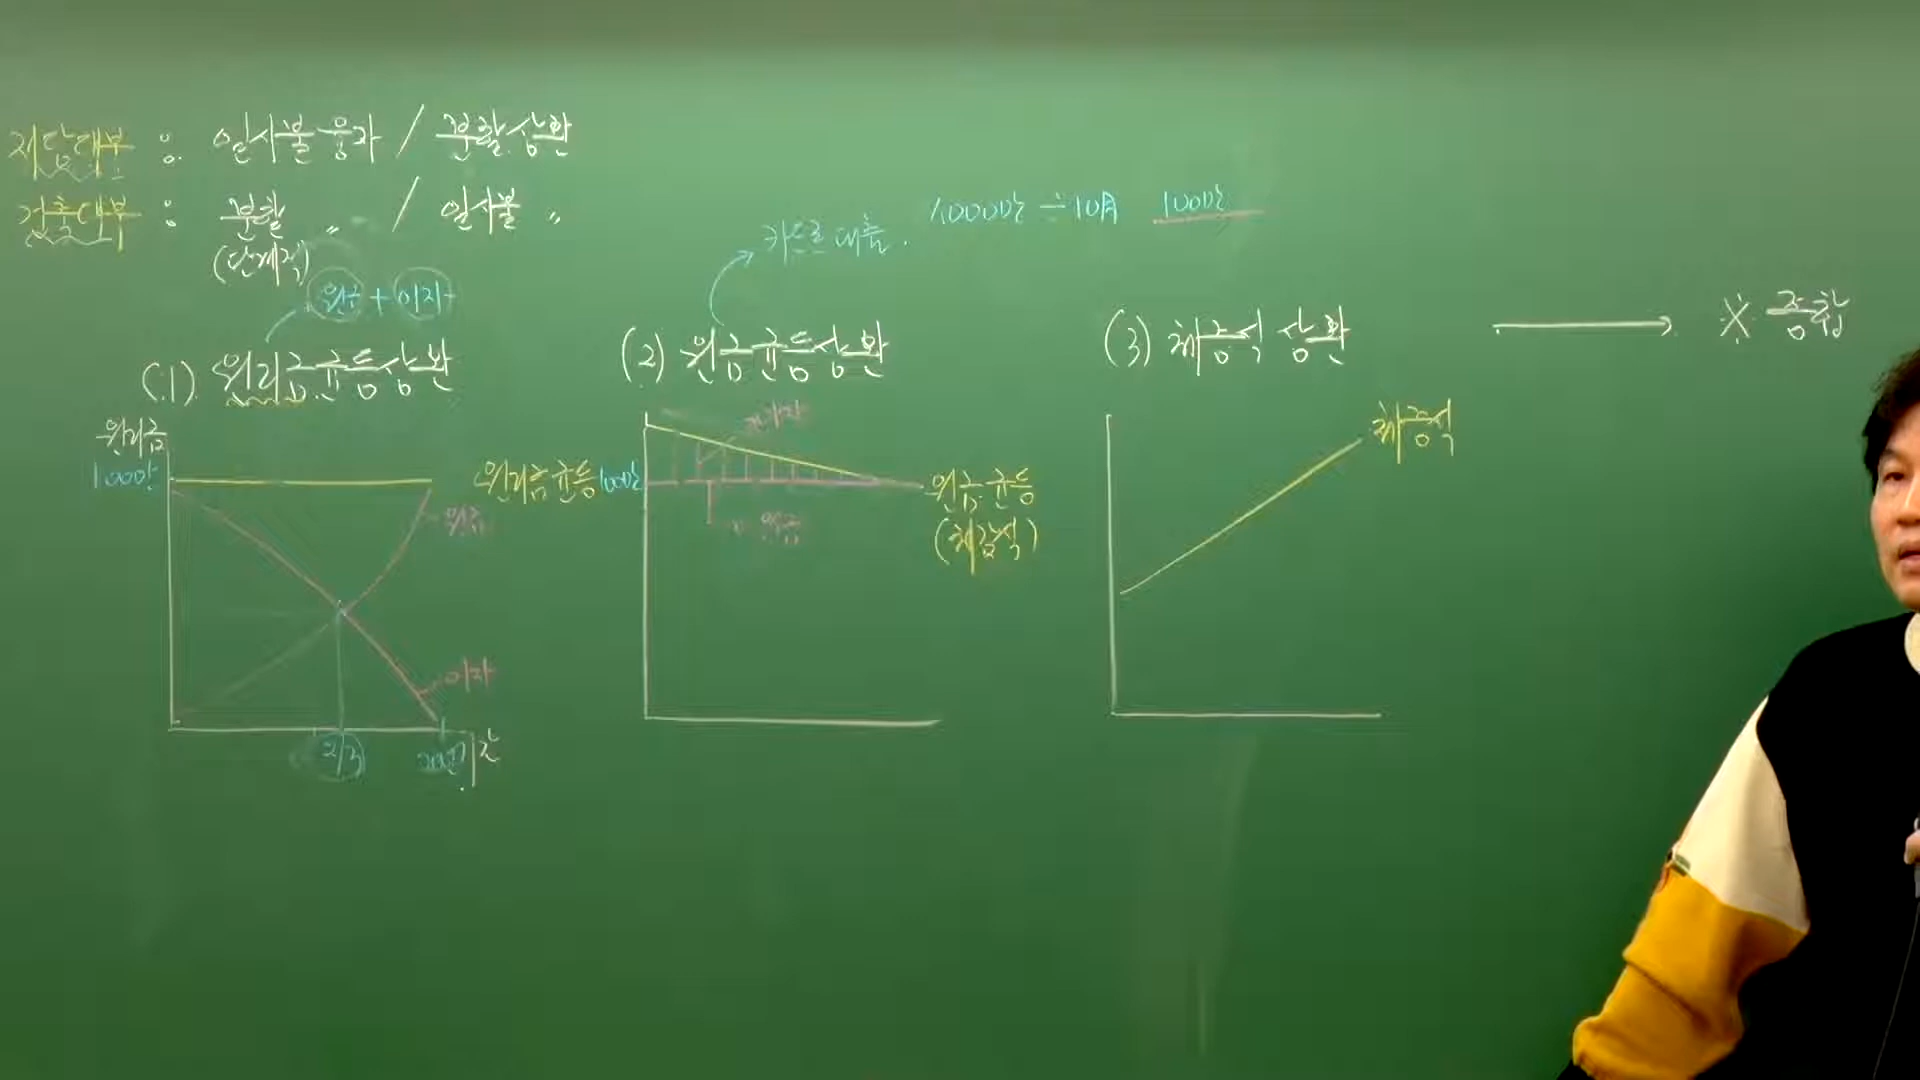 저당대부 : 일시불융자 / 분할상환
건축대부 : 분할 〃 / 일시불 〃
(단계적)
원금 + 이자
카드론 대출. 1000만 ÷ 10月 100만
(1) 원리금균등상환
(2) 원금균등상환
(3) 체증식 상환
※ 종합
원리금
100만
원리금균등
원금
이자
2/3
20년
기간
100만
이자
원금
원금균등
(체감식)
체증식